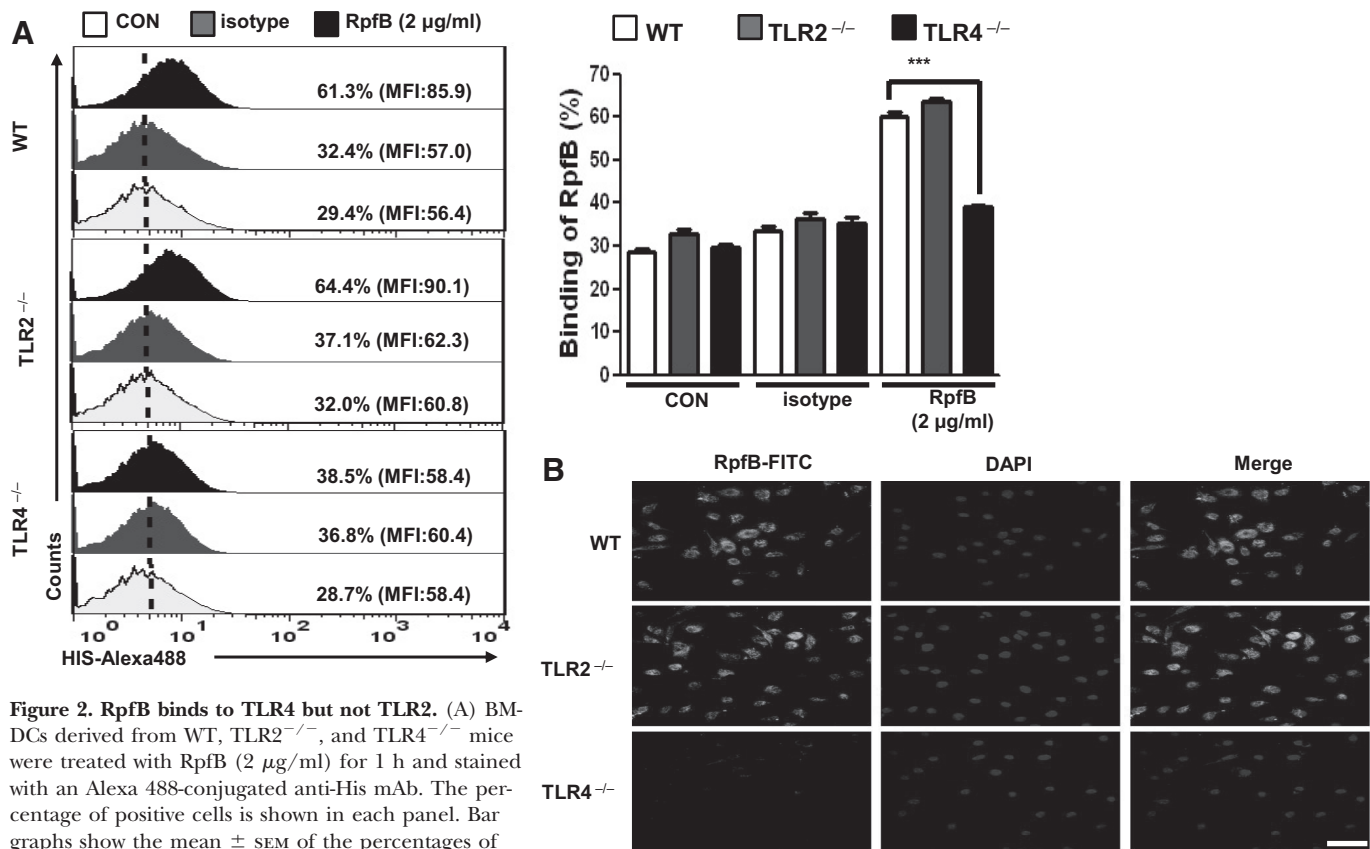 A
CON isotype RpfB (2 µg/ml)
WT
61.3% (MFI:85.9)
32.4% (MFI:57.0)
29.4% (MFI:56.4)
TLR2 −/−
64.4% (MFI:90.1)
37.1% (MFI:62.3)
32.0% (MFI:60.8)
TLR4 −/−
38.5% (MFI:58.4)
36.8% (MFI:60.4)
28.7% (MFI:58.4)
Counts
10⁰ 10¹ 10² 10³ 10⁴
HIS-Alexa488
WT TLR2 −/− TLR4 −/−
***
Binding of RpfB (%)
70
60
50
40
30
20
10
0
CON isotype RpfB
(2 µg/ml)
B
RpfB-FITC DAPI Merge
WT
TLR2 −/−
TLR4 −/−
Figure 2. RpfB binds to TLR4 but not TLR2. (A) BM-
DCs derived from WT, TLR2−/−, and TLR4−/− mice
were treated with RpfB (2 µg/ml) for 1 h and stained
with an Alexa 488-conjugated anti-His mAb. The per-
centage of positive cells is shown in each panel. Bar
graphs show the mean ± SEM of the percentages of